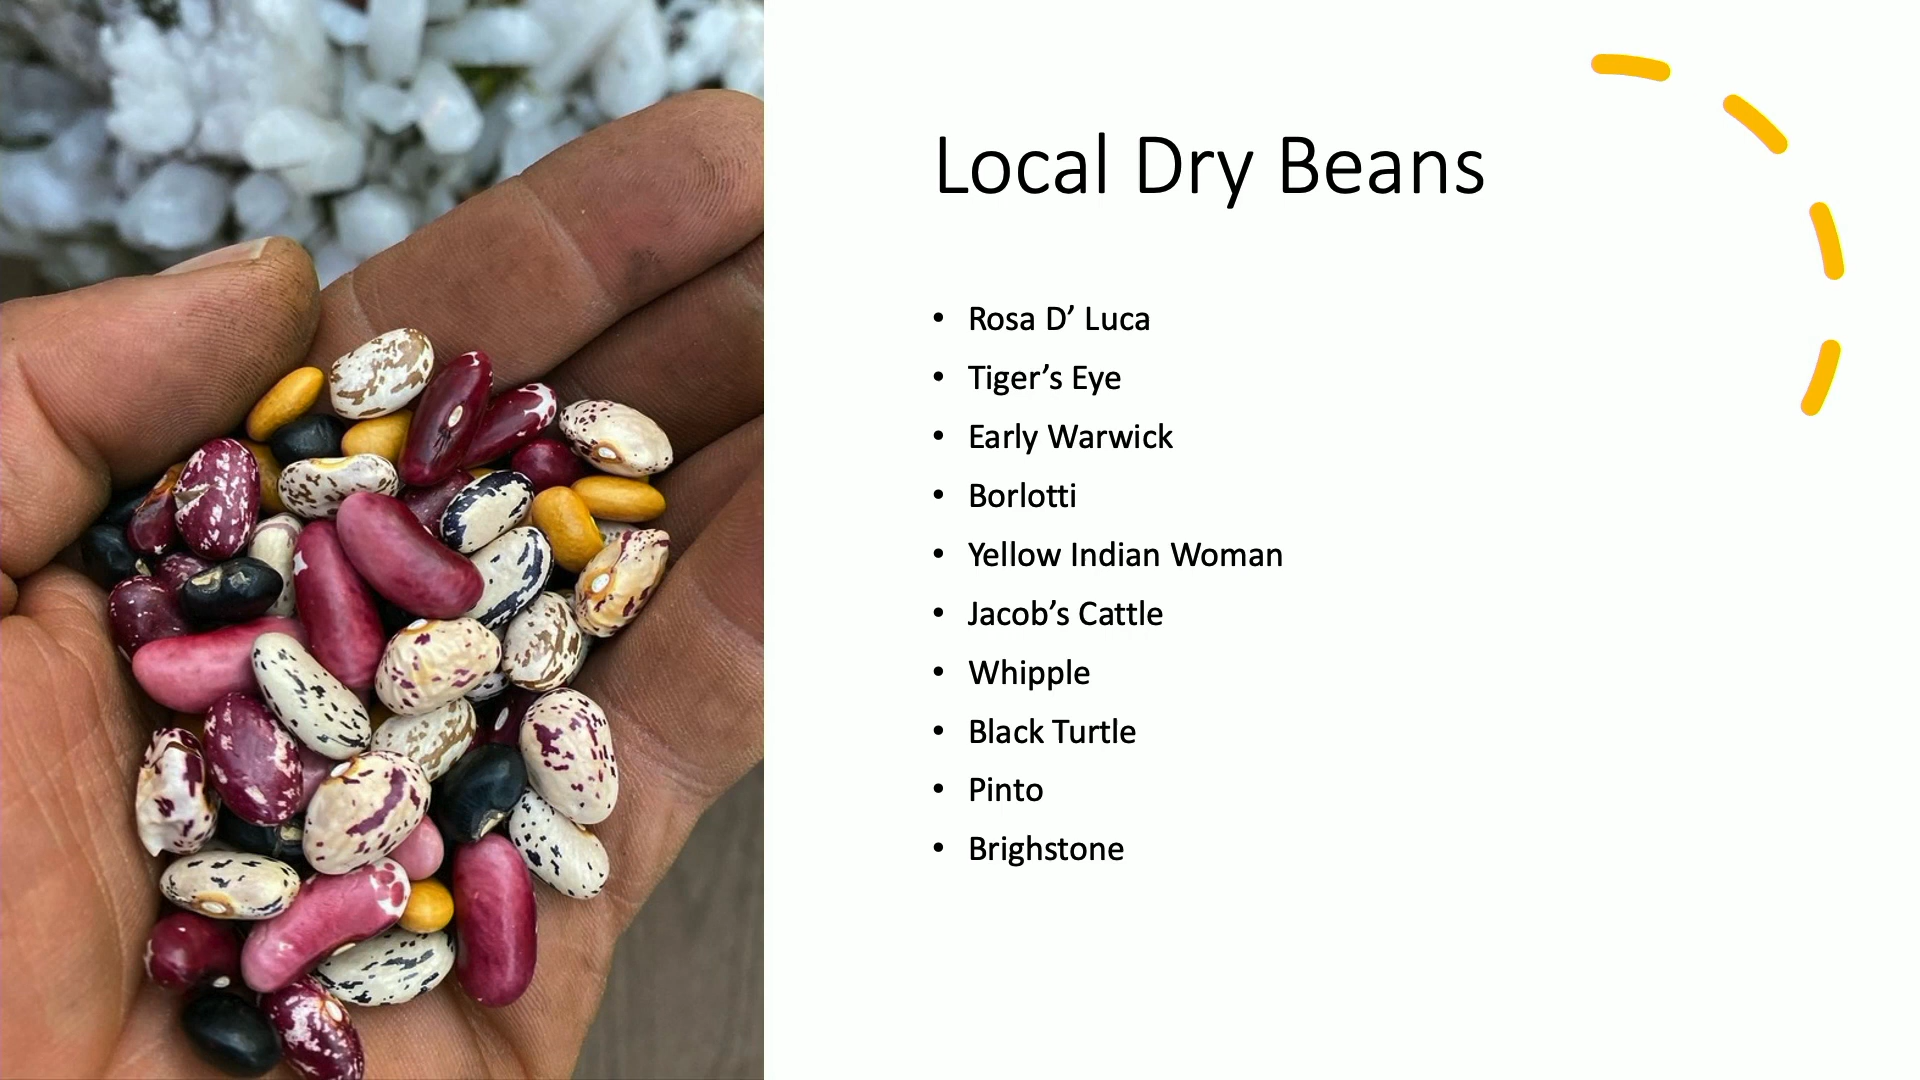 Local Dry Beans
• Rosa D’ Luca
• Tiger’s Eye
• Early Warwick
• Borlotti
• Yellow Indian Woman
• Jacob’s Cattle
• Whipple
• Black Turtle
• Pinto
• Brighstone